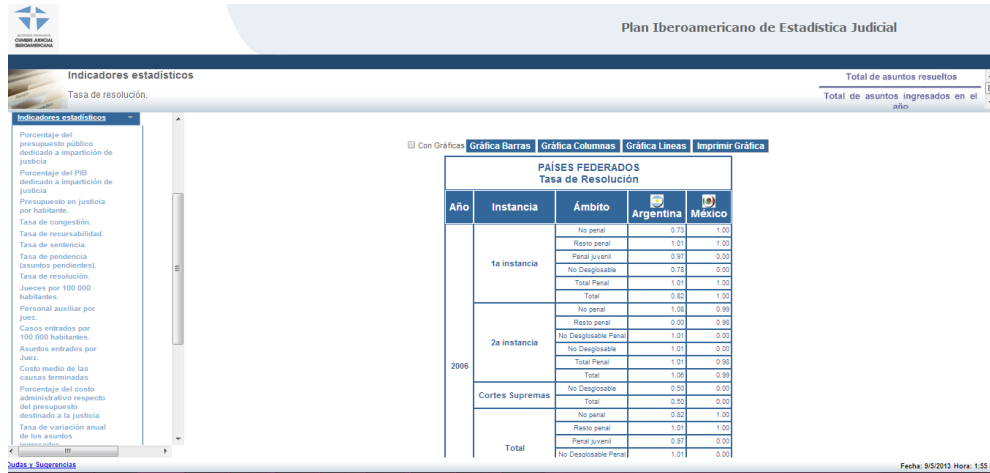 CUMBRE JUDICIAL
IBEROAMERICANA
Plan Iberoamericano de Estadística Judicial
Indicadores estadísticos
Tasa de resolución.
Total de asuntos resueltos
Total de asuntos ingresados en el
año
Indicadores estadísticos
Porcentaje del
presupuesto público
dedicado a impartición de
justicia
Porcentaje del PIB
dedicado a impartición de
justicia
Presupuesto en justicia
por habitante.
Tasa de congestión.
Tasa de recursabilidad.
Tasa de sentencia.
Tasa de pendencia
(asuntos pendientes).
Tasa de resolución.
Jueces por 100.000
habitantes.
Personal auxiliar por
juez.
Casos entrados por
100.000 habitantes.
Asuntos entrados por
Juez.
Costo medio de las
causas terminadas
Porcentaje del costo
administrativo respecto
del presupuesto
destinado a la justicia
Tasa de variación anual
de los asuntos
ingresados
Con Gráficas Gráfica Barras Gráfica Columnas Gráfica Lineas Imprimir Gráfica
PAÍSES FEDERADOS
Tasa de Resolución
Año Instancia Ámbito Argentina México
2006
1a instancia
No penal 0.73 1.00
Resto penal 1.01 1.00
Penal juvenil 0.97 0.00
No Desglosable 0.78 0.00
Total Penal 1.01 1.00
Total 0.82 1.00
2a instancia
No penal 1.08 0.99
Resto penal 0.00 0.98
No Desglosable Penal 1.01 0.00
No Desglosable 1.01 0.00
Total Penal 1.01 0.98
Total 1.06 0.99
Cortes Supremas
No Desglosable 0.50 0.00
Total 0.50 0.00
Total
No penal 0.82 1.00
Resto penal 1.01 1.00
Penal juvenil 0.97 0.00
No Desglosable Penal 1.01 0.00
Dudas y Sugerencias
Fecha: 9/5/2013 Hora: 1:55